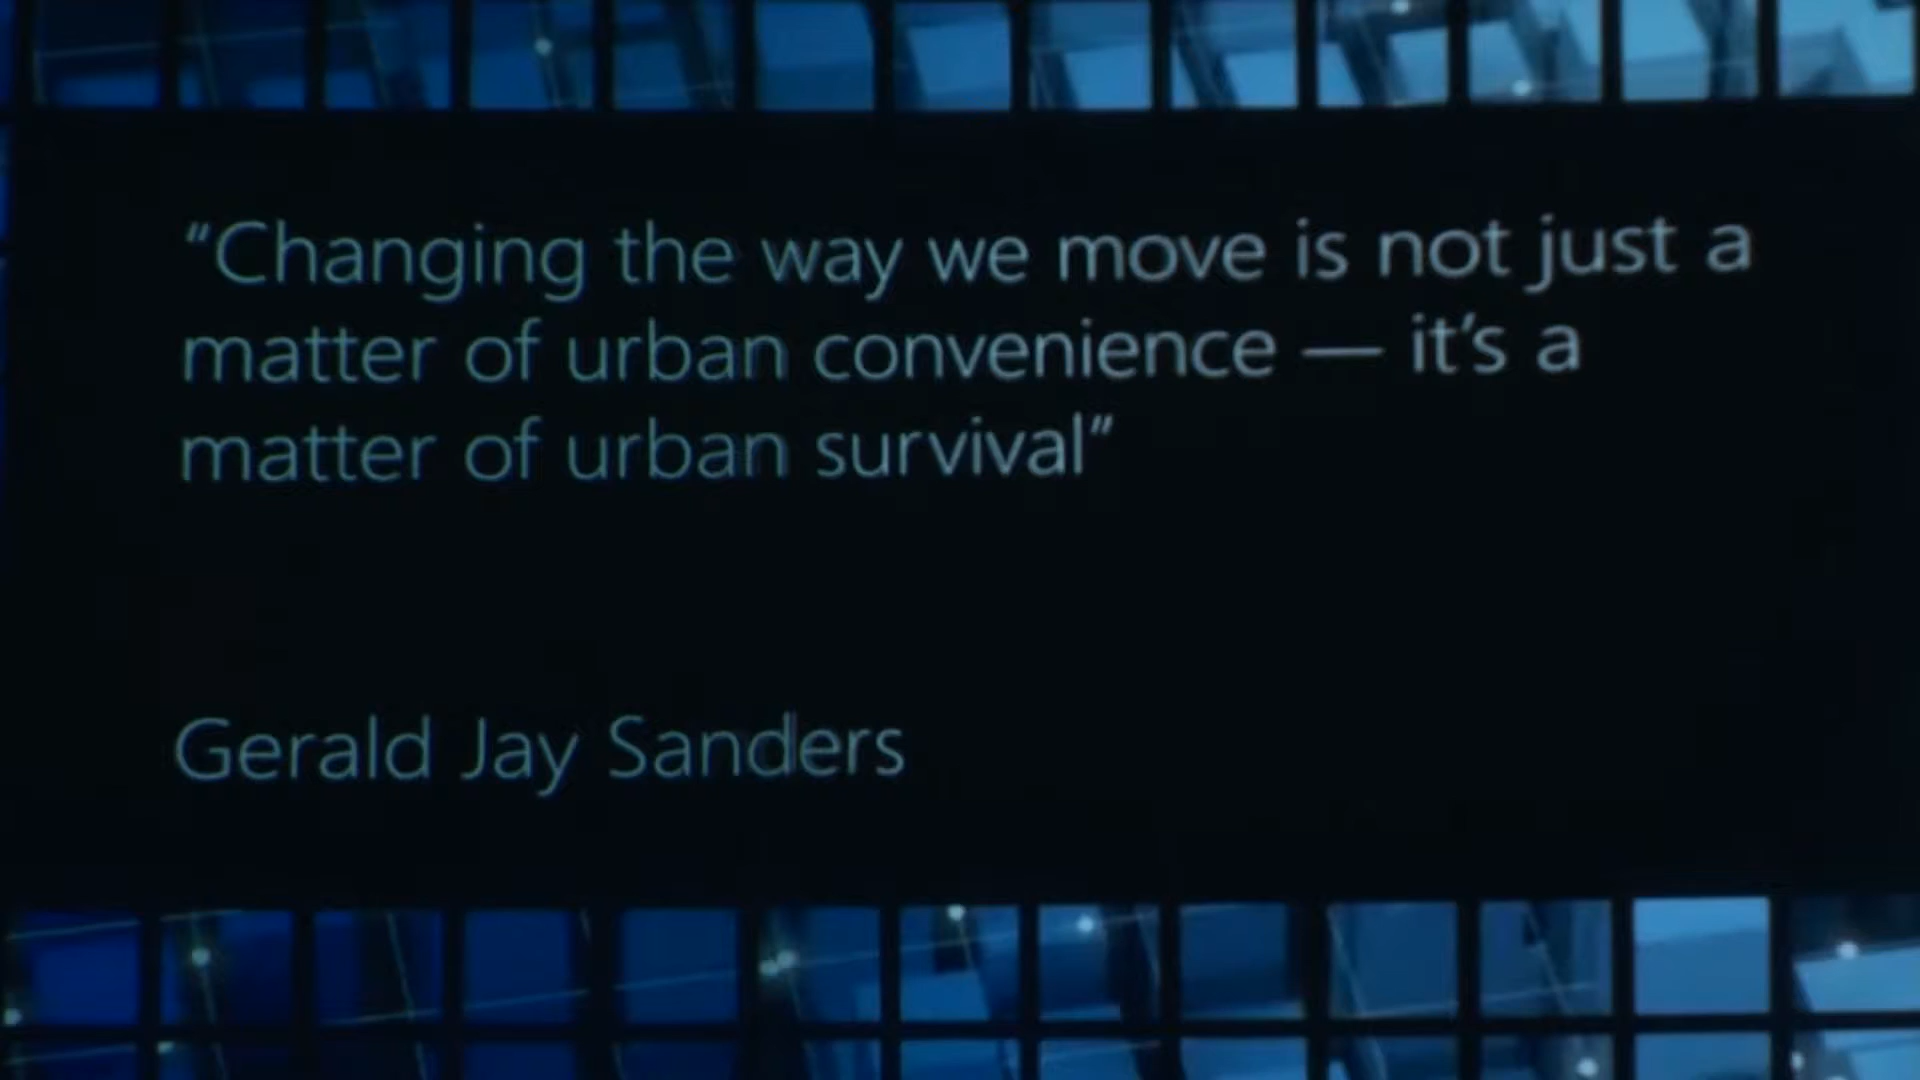 “Changing the way we move is not just a
matter of urban convenience — it’s a
matter of urban survival”
Gerald Jay Sanders